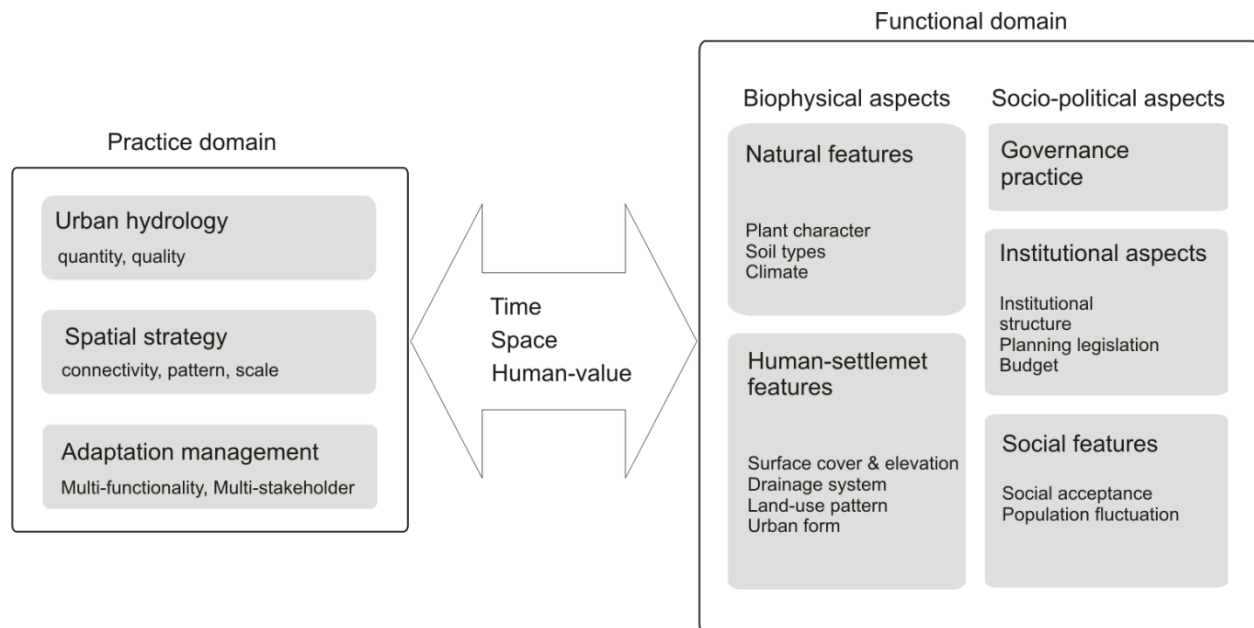 Practice domain
Urban hydrology
quantity, quality
Spatial strategy
connectivity, pattern, scale
Adaptation management
Multi-functionality, Multi-stakeholder
Time
Space
Human-value
Functional domain
Biophysical aspects
Natural features
Plant character
Soil types
Climate
Human-settlemet
features
Surface cover & elevation
Drainage system
Land-use pattern
Urban form
Socio-political aspects
Governance
practice
Institutional aspects
Institutional
structure
Planning legislation
Budget
Social features
Social acceptance
Population fluctuation